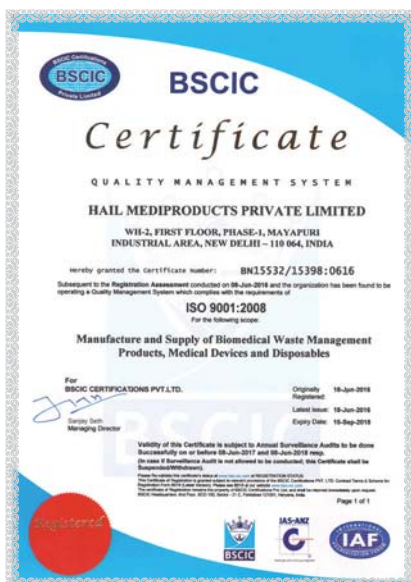 BSCIC Certifications
BSCIC
Private Limited
BSCIC
Certificate
QUALITY MANAGEMENT SYSTEM
HAIL MEDIPRODUCTS PRIVATE LIMITED
WH-2, FIRST FLOOR, PHASE-1, MAYAPURI
INDUSTRIAL AREA, NEW DELHI – 110 064, INDIA
Hereby granted the Certificate Number: BN15532/15398:0616
Subsequent to the Registration Assessment conducted on 08-Jun-2016 and the organization has been found to be
operating a Quality Management System which complies with the requirements of
ISO 9001:2008
For the following scope:
Manufacture and Supply of Biomedical Waste Management
Products, Medical Devices and Disposables
For
BSCIC CERTIFICATIONS PVT.LTD.
Sanjay Seth
Managing Director
Originally Registered: 18-Jun-2016
Latest Issue: 18-Jun-2016
Expiry Date: 15-Sep-2018
Validity of this Certificate is subject to Annual Surveillance Audits to be done
Successfully on or before 08-Jun-2017 and 08-Jun-2018 resp.
(In case if Surveillance Audit is not allowed to be conducted; this Certificate shall be
Suspended/Withdrawn).
Page 1 of 1
Registered
BSCIC
JAS-ANZ
IAF